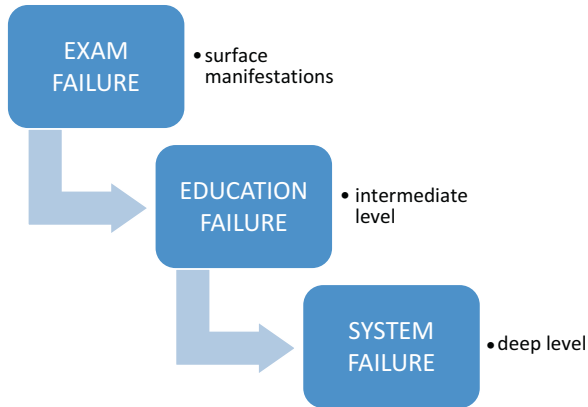 EXAM
FAILURE
• surface
manifestations
EDUCATION
FAILURE
• intermediate
level
SYSTEM
FAILURE
• deep level